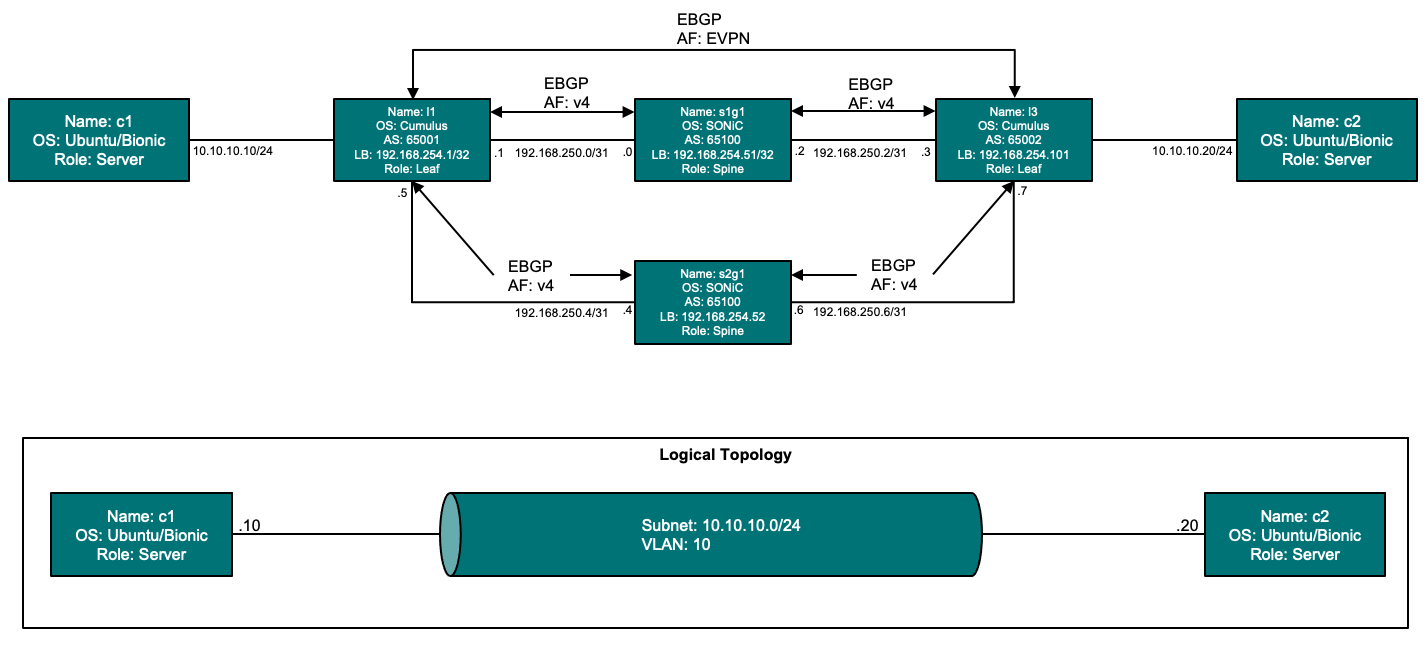 EBGP
AF: EVPN
EBGP
AF: v4
EBGP
AF: v4
Name: c1
OS: Ubuntu/Bionic
Role: Server
10.10.10.10/24
Name: l1
OS: Cumulus
AS: 65001
LB: 192.168.254.1/32
Role: Leaf
.1
192.168.250.0/31
.0
Name: s1g1
OS: SONiC
AS: 65100
LB: 192.168.254.51/32
Role: Spine
.2
192.168.250.2/31
.3
Name: l3
OS: Cumulus
AS: 65002
LB: 192.168.254.101
Role: Leaf
10.10.10.20/24
Name: c2
OS: Ubuntu/Bionic
Role: Server
.5
.7
EBGP
AF: v4
EBGP
AF: v4
192.168.250.4/31
.4
Name: s2g1
OS: SONiC
AS: 65100
LB: 192.168.254.52
Role: Spine
.6
192.168.250.6/31
Logical Topology
Name: c1
OS: Ubuntu/Bionic
Role: Server
.10
Subnet: 10.10.10.0/24
VLAN: 10
.20
Name: c2
OS: Ubuntu/Bionic
Role: Server